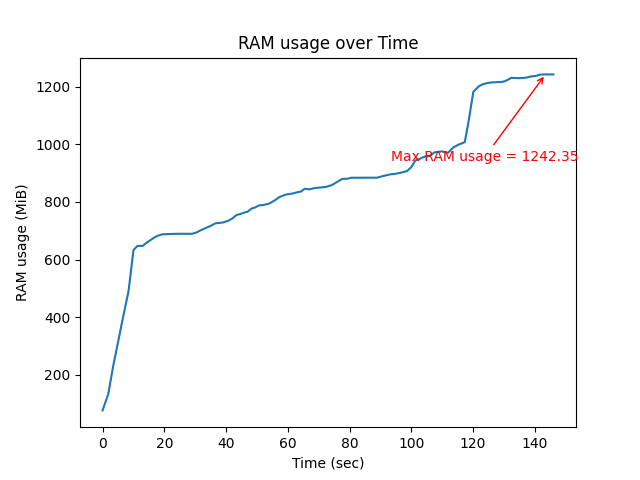 RAM usage over Time
RAM usage (MiB)
1200
1000
800
600
400
200
Max RAM usage = 1242.35
0 20 40 60 80 100 120 140
Time (sec)